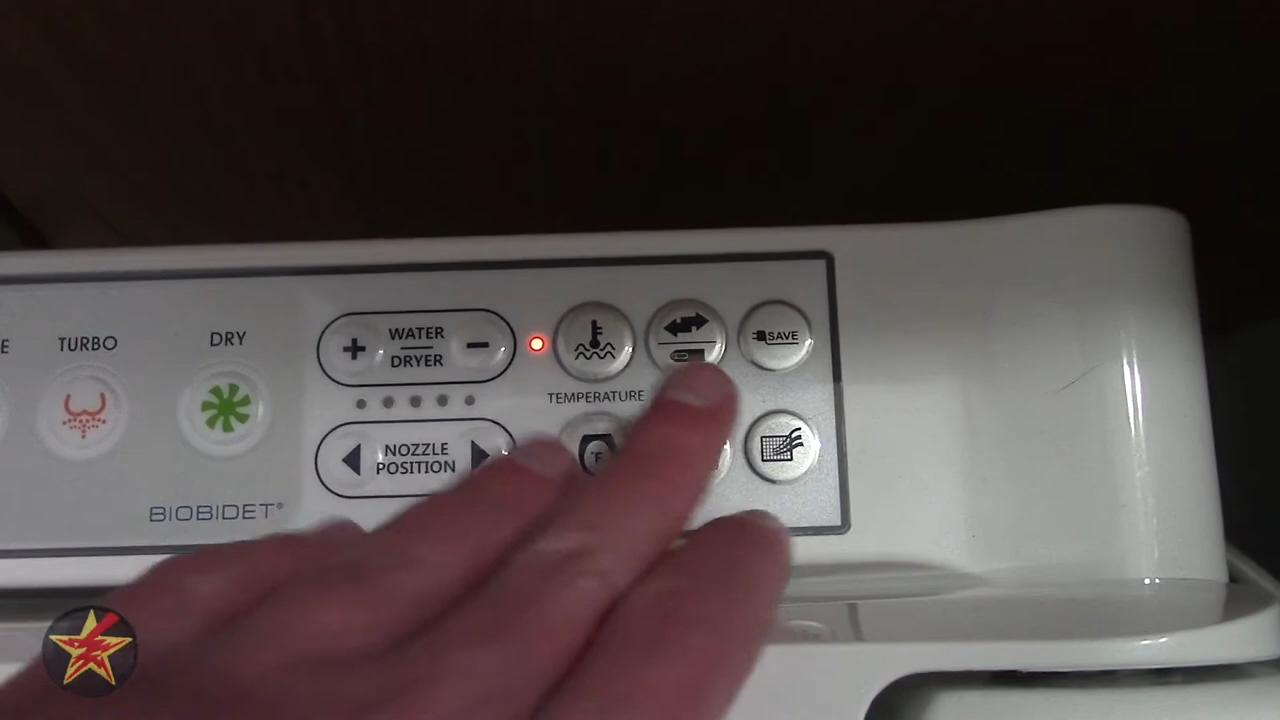 E
TURBO
DRY
+
WATER
DRYER
-
SAVE
TEMPERATURE
NOZZLE
POSITION
°F
BIOBIDET®